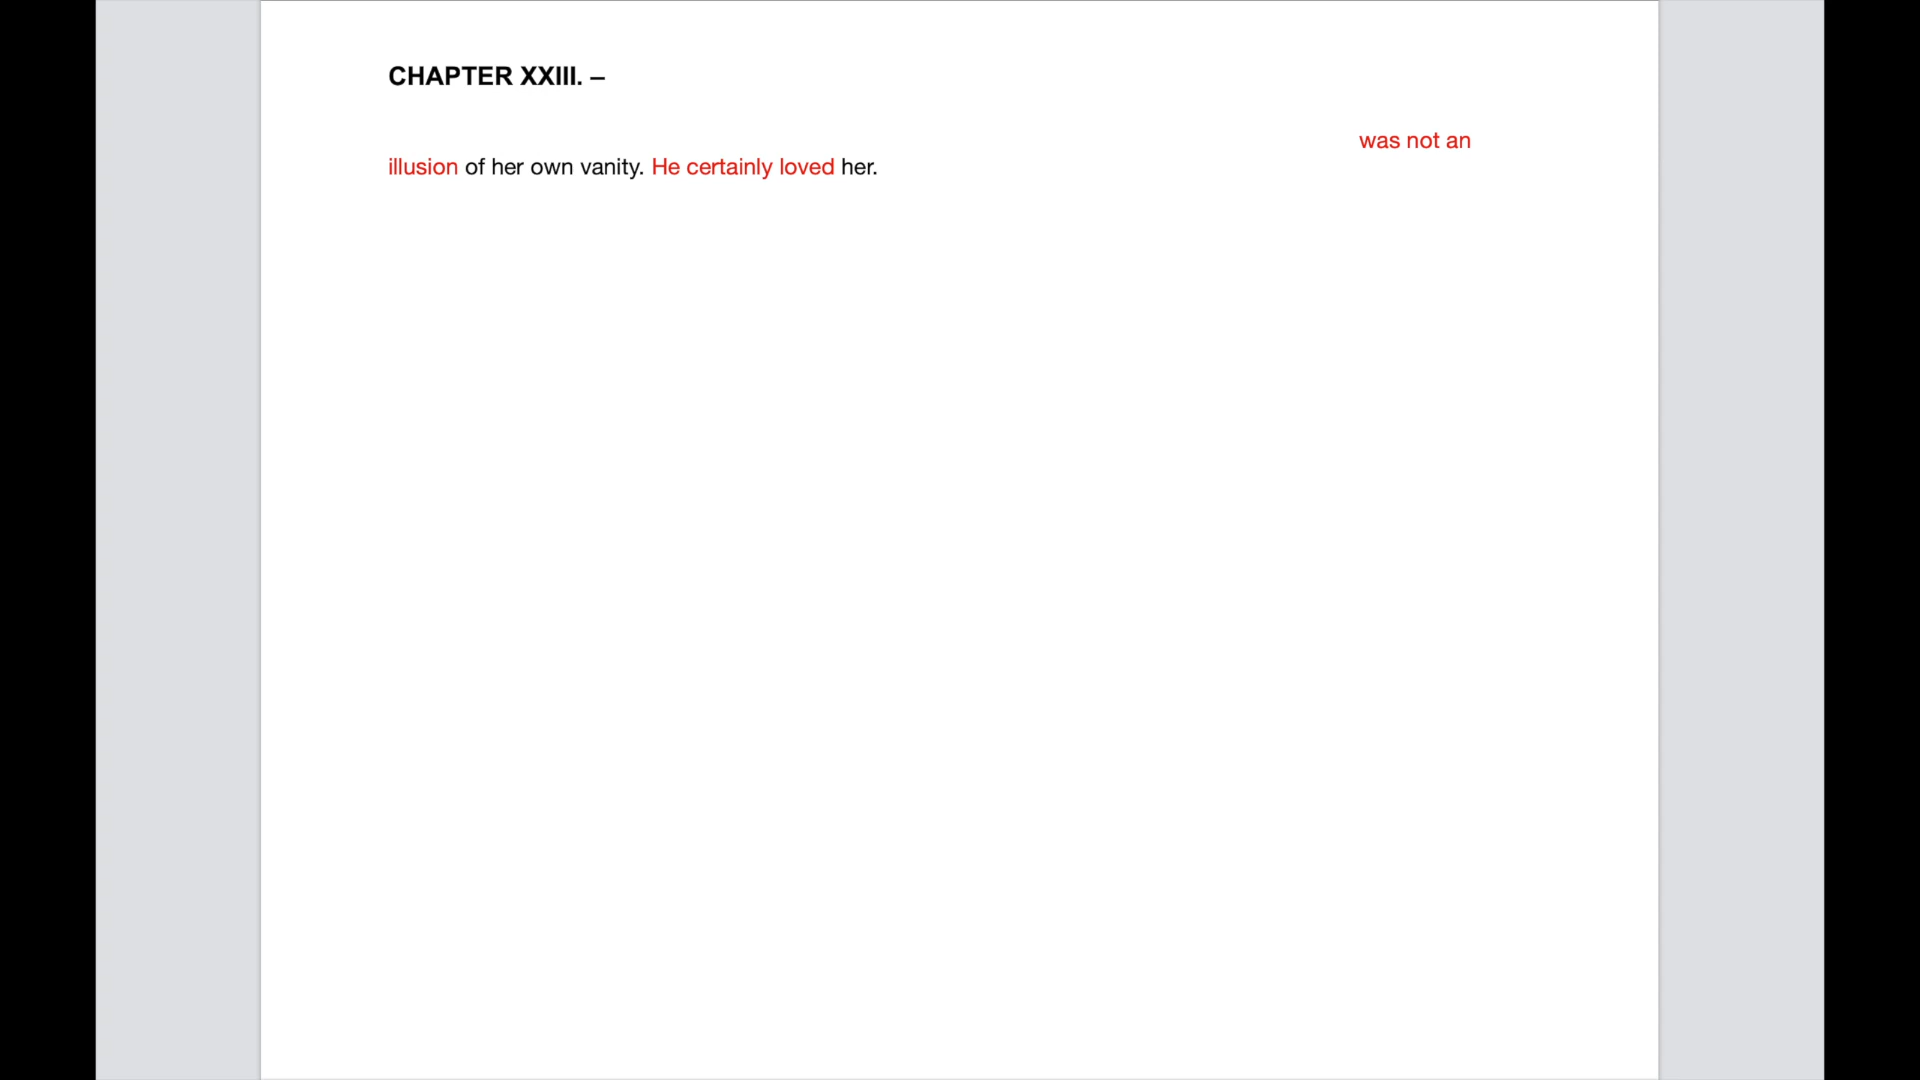 CHAPTER XXIII. –
was not an
illusion of her own vanity. He certainly loved her.